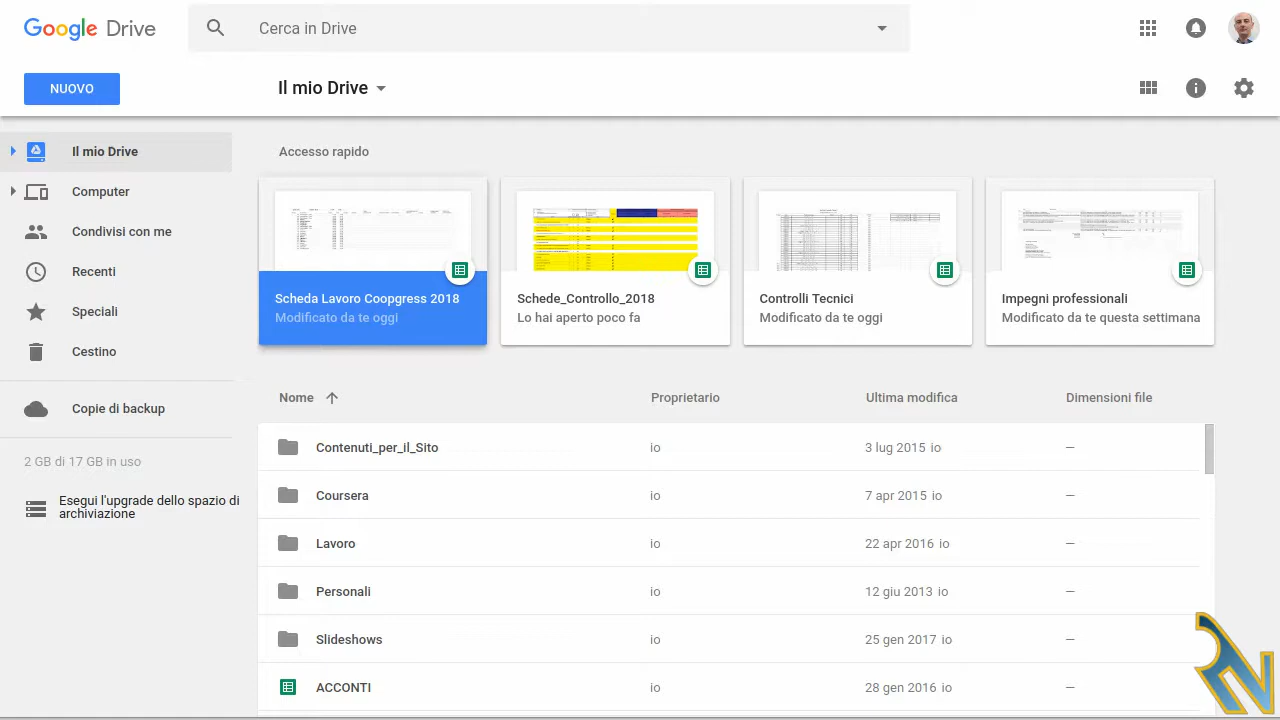 Google Drive
Cerca in Drive
NUOVO
Il mio Drive
Il mio Drive
Computer
Condivisi con me
Recenti
Speciali
Cestino
Copie di backup
2 GB di 17 GB in uso
Esegui l'upgrade dello spazio di
archiviazione
Accesso rapido
Scheda Lavoro Coopgress 2018
Modificato da te oggi
Schede_Controllo_2018
Lo hai aperto poco fa
Controlli Tecnici
Modificato da te oggi
Impegni professionali
Modificato da te questa settimana
Nome Proprietario Ultima modifica Dimensioni file
Contenuti_per_il_Sito io 3 lug 2015 io —
Coursera io 7 apr 2015 io —
Lavoro io 22 apr 2016 io —
Personali io 12 giu 2013 io —
Slideshows io 25 gen 2017 io —
ACCONTI io 28 gen 2016 io —